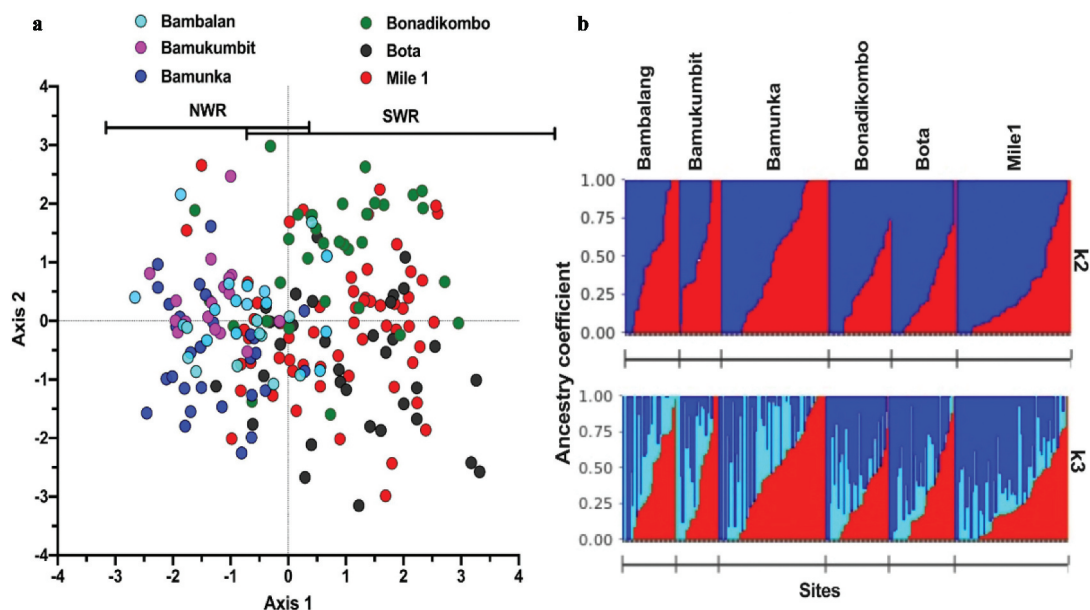 a
Bambalan
Bamukumbit
Bamunka
Bonadikombo
Bota
Mile 1
NWR
SWR
4
3
2
1
0
-1
-2
-3
-4
Axis 2
-4
-3
-2
-1
0
1
2
3
4
Axis 1
b
Bambalang
Bamukumbit
Bamunka
Bonadikombo
Bota
Mile1
1.00
0.75
0.50
0.25
0.00
k2
Ancestry coefficient
1.00
0.75
0.50
0.25
0.00
k3
Sites